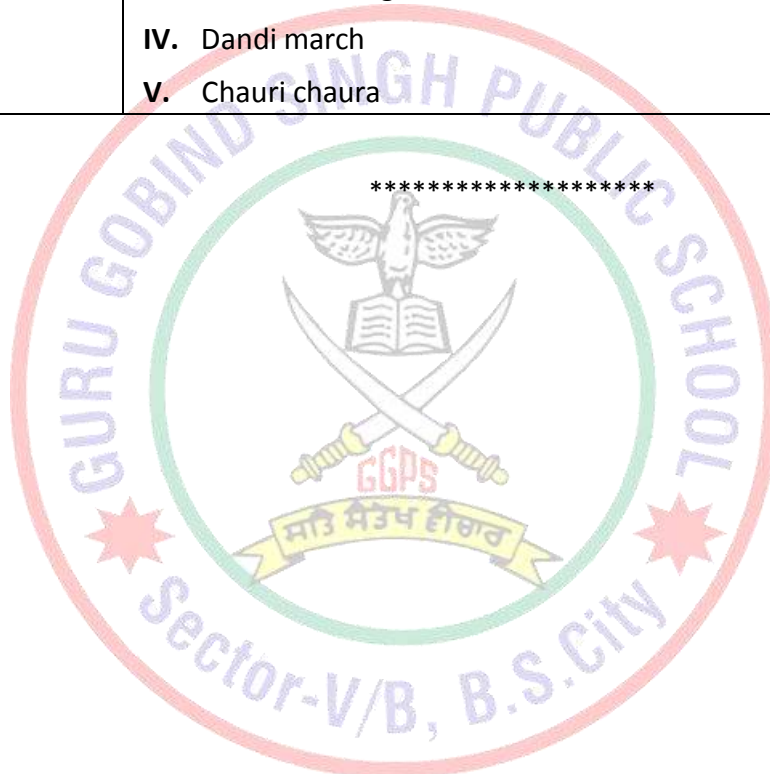 IV. Dandi march
V. Chauri chaura
********************
GURU GOBIND SINGH PUBLIC SCHOOL
GGPS
ਸਤਿ ਸੰਤੋਖ ਵੀਚਾਰ
Sector-V/B, B.S.City